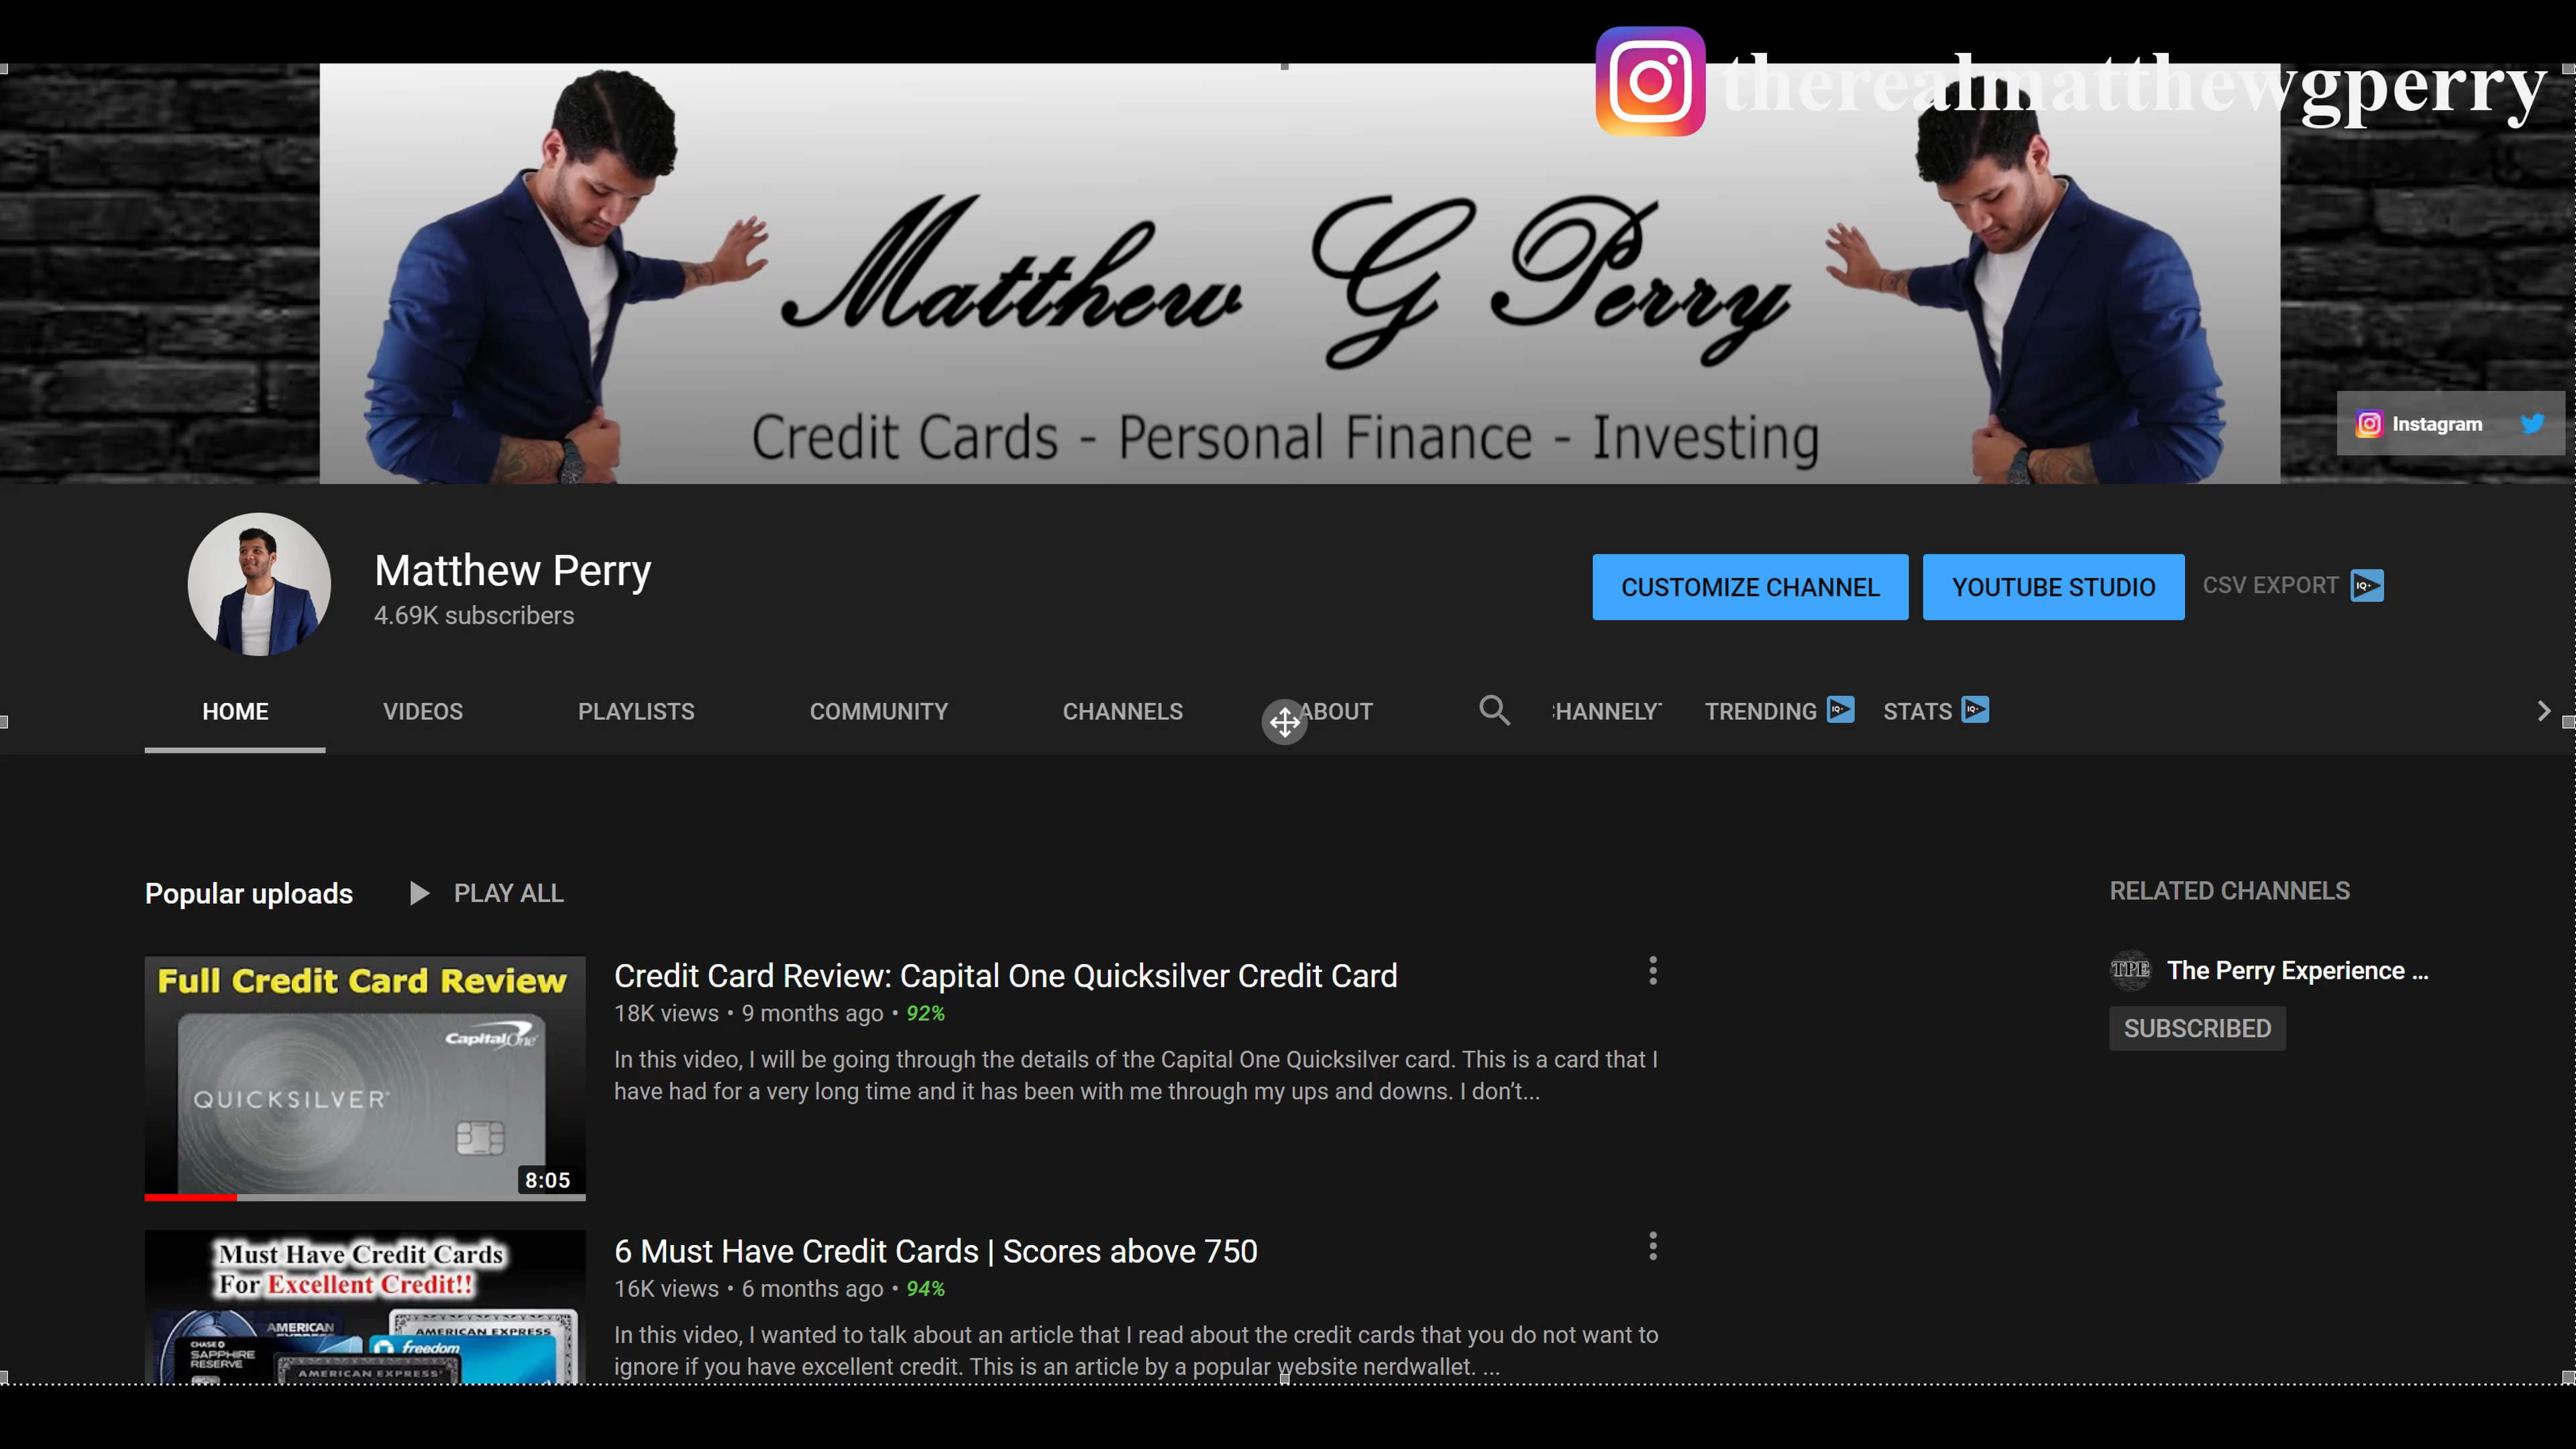 therealmatthewgperry
Matthew G Perry
Credit Cards - Personal Finance - Investing
Instagram
Matthew Perry
4.69K subscribers
CUSTOMIZE CHANNEL
YOUTUBE STUDIO
CSV EXPORT
HOME
VIDEOS
PLAYLISTS
COMMUNITY
CHANNELS
ABOUT
HANNELY
TRENDING
STATS
Popular uploads
PLAY ALL
RELATED CHANNELS
TPE
The Perry Experience ...
SUBSCRIBED
Full Credit Card Review
Capital One
QUICKSILVER
8:05
Credit Card Review: Capital One Quicksilver Credit Card
18K views • 9 months ago • 92%
In this video, I will be going through the details of the Capital One Quicksilver card. This is a card that I
have had for a very long time and it has been with me through my ups and downs. I don't...
Must Have Credit Cards
For Excellent Credit!!
AMERICAN
AMERICAN EXPRESS
CHASE
SAPPHIRE
RESERVE
freedom
AMERICAN EXPRESS
6 Must Have Credit Cards | Scores above 750
16K views • 6 months ago • 94%
In this video, I wanted to talk about an article that I read about the credit cards that you do not want to
ignore if you have excellent credit. This is an article by a popular website nerdwallet. ...